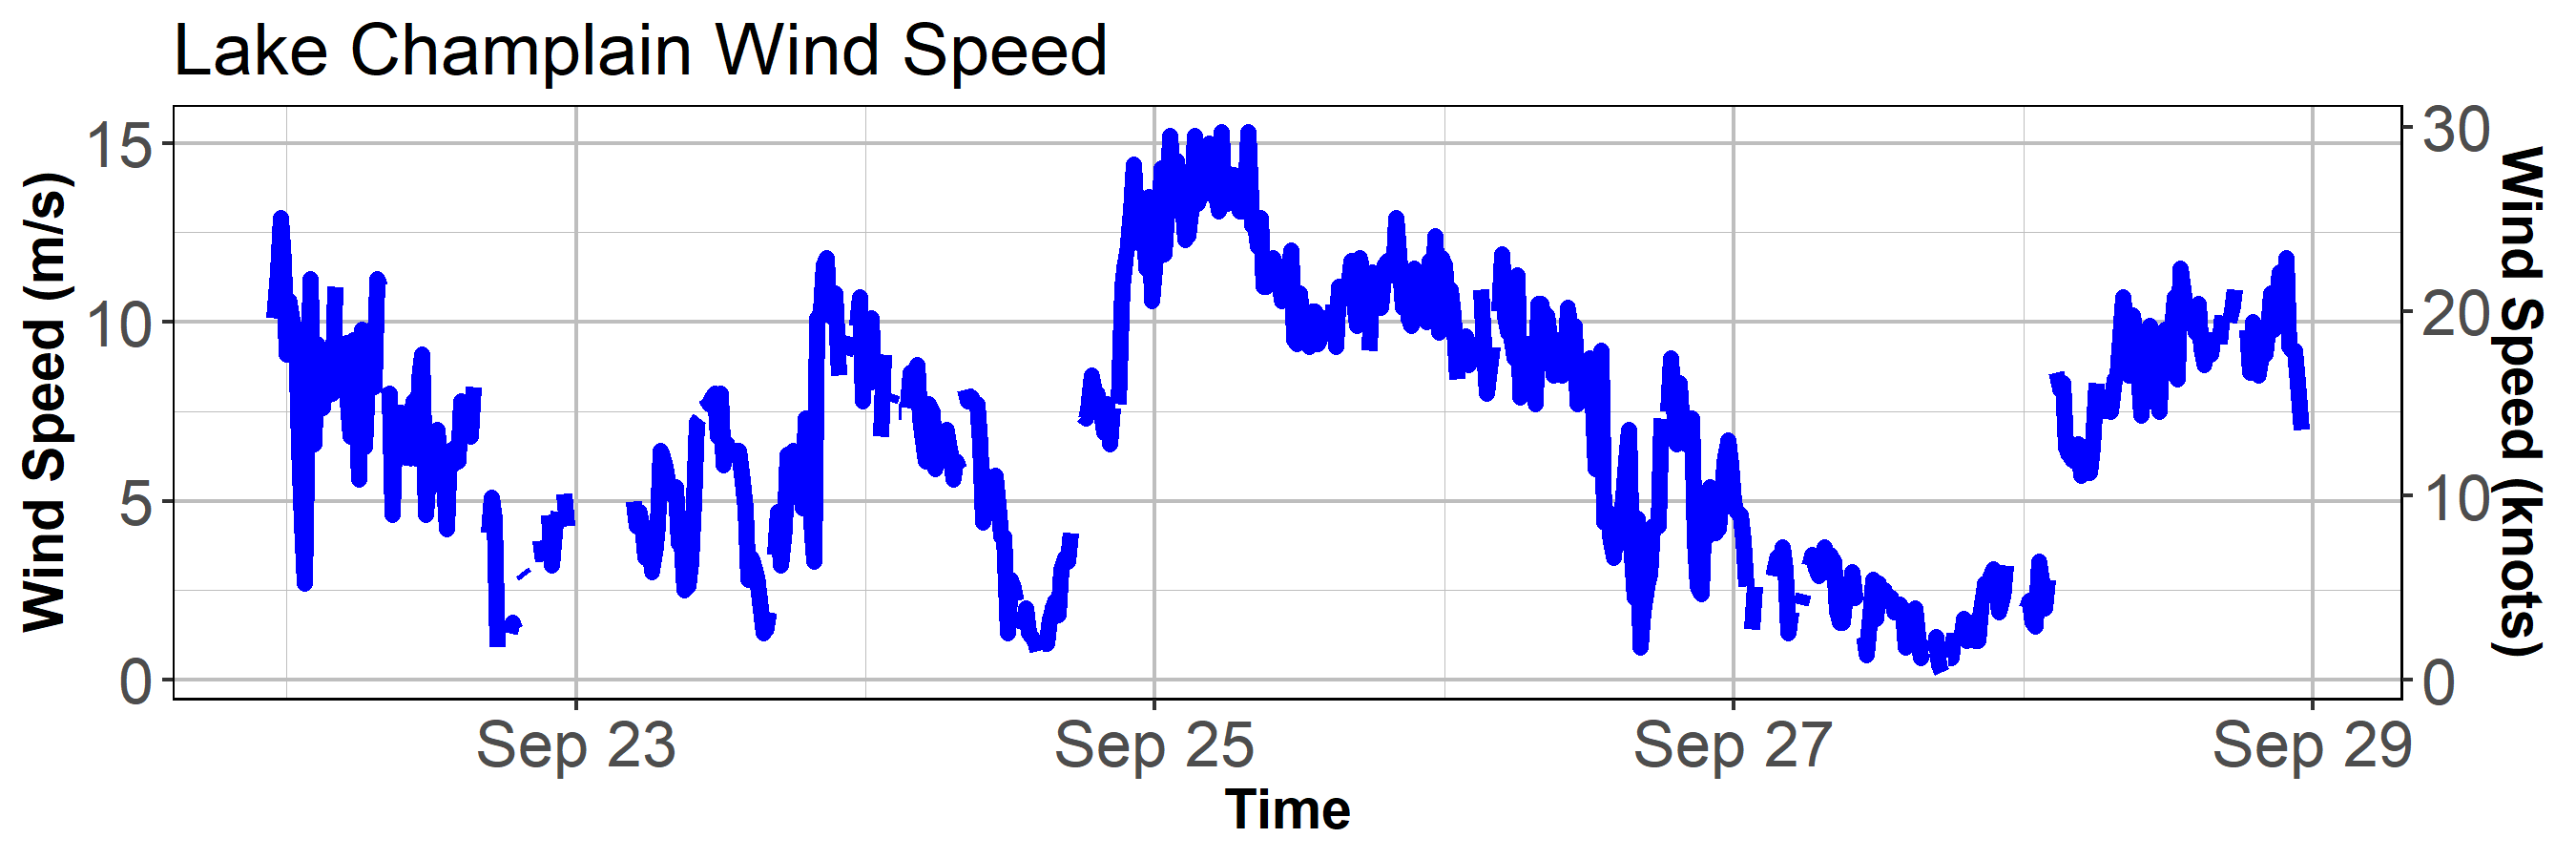 Lake Champlain Wind Speed
Wind Speed (m/s)
15
10
5
0
30
20
10
0
Wind Speed (knots)
Sep 23
Sep 25
Sep 27
Sep 29
Time